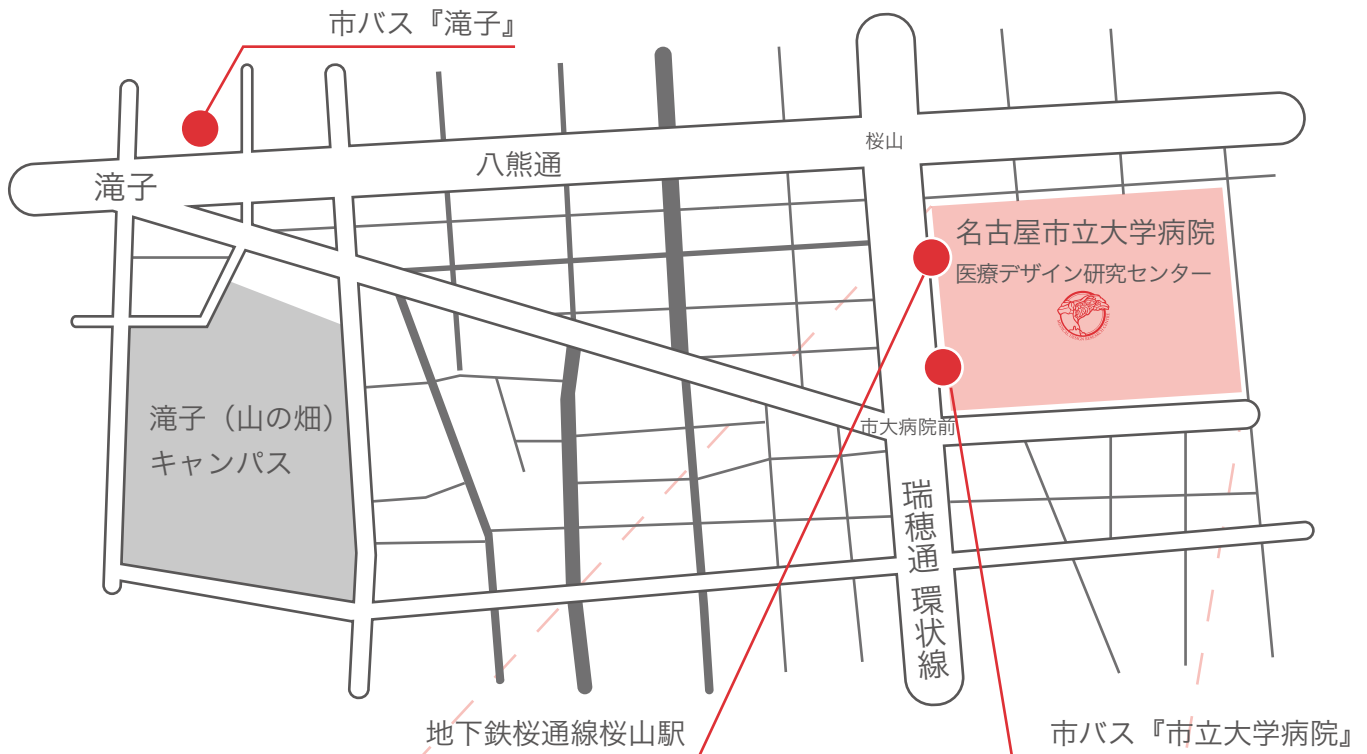 市バス『滝子』
桜山
八熊通
滝子
名古屋市立大学病院
医療デザイン研究センター
滝子（山の畑）
キャンパス
市大病院前
瑞穂通 環状線
地下鉄桜通線桜山駅
市バス『市立大学病院』